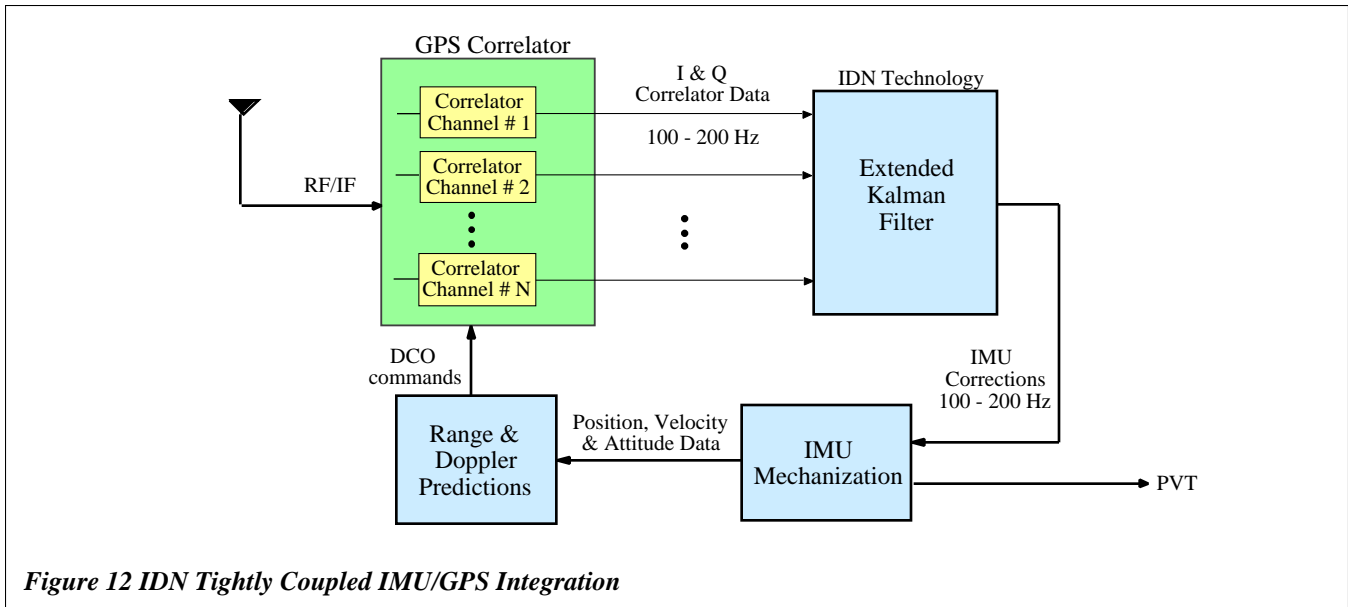 GPS Correlator
I & Q
Correlator Data
100 - 200 Hz
IDN Technology
Correlator
Channel # 1
Correlator
Channel # 2
Correlator
Channel # N
RF/IF
Extended
Kalman
Filter
DCO
commands
IMU
Corrections
100 - 200 Hz
Range &
Doppler
Predictions
Position, Velocity
& Attitude Data
IMU
Mechanization
PVT
Figure 12 IDN Tightly Coupled IMU/GPS Integration